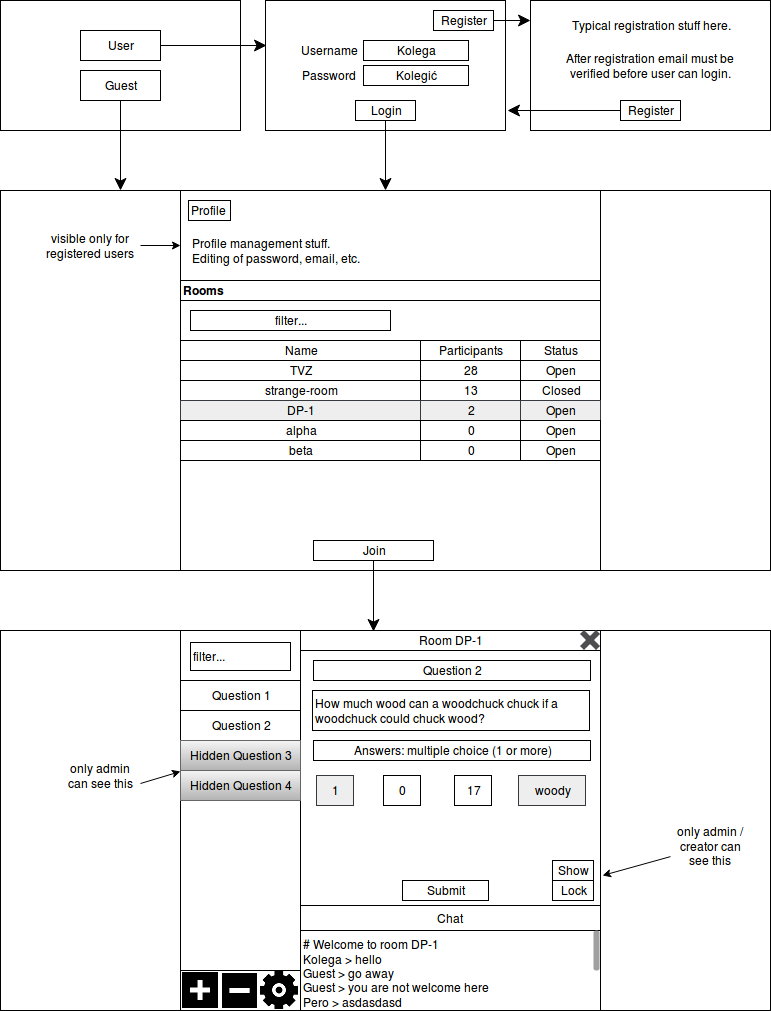 User
Guest
Register
Username Kolega
Password Kolegić
Login
Typical registration stuff here.
After registration email must be
verified before user can login.
Register
visible only for
registered users
Profile
Profile management stuff.
Editing of password, email, etc.
Rooms
filter...
Name Participants Status
TVZ 28 Open
strange-room 13 Closed
DP-1 2 Open
alpha 0 Open
beta 0 Open
Join
only admin
can see this
filter...
Question 1
Question 2
Hidden Question 3
Hidden Question 4
Room DP-1
Question 2
How much wood can a woodchuck chuck if a
woodchuck could chuck wood?
Answers: multiple choice (1 or more)
1 0 17 woody
Show
Submit Lock
only admin /
creator can
see this
Chat
# Welcome to room DP-1
Kolega > hello
Guest > go away
Guest > you are not welcome here
Pero > asdasdasd